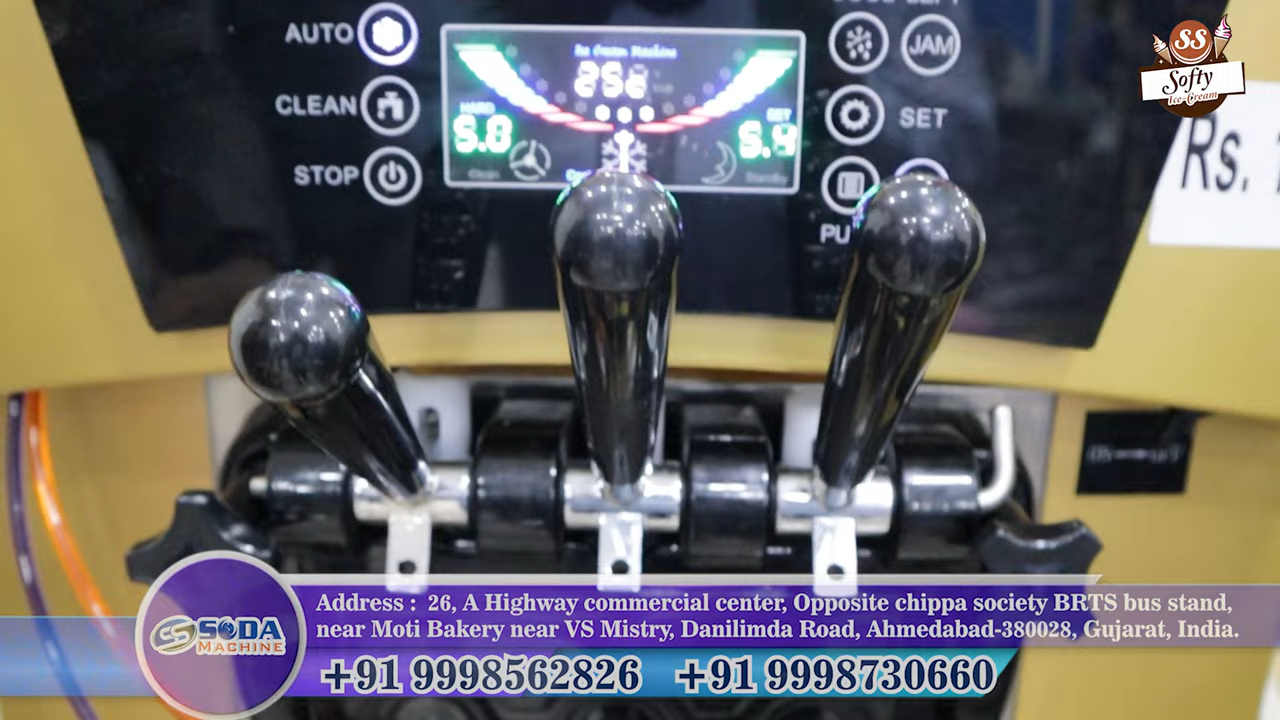 AUTO
CLEAN
STOP
Ice Cream Machine
HARD
5.8
SET
5.4
Clean
Standby
JAM
SET
PU
SS
Softy
Ice-Cream
Rs.
SODA
MACHINE
Address : 26, A Highway commercial center, Opposite chippa society BRTS bus stand,
near Moti Bakery near VS Mistry, Danilimda Road, Ahmedabad-380028, Gujarat, India.
+91 9998562826 +91 9998730660